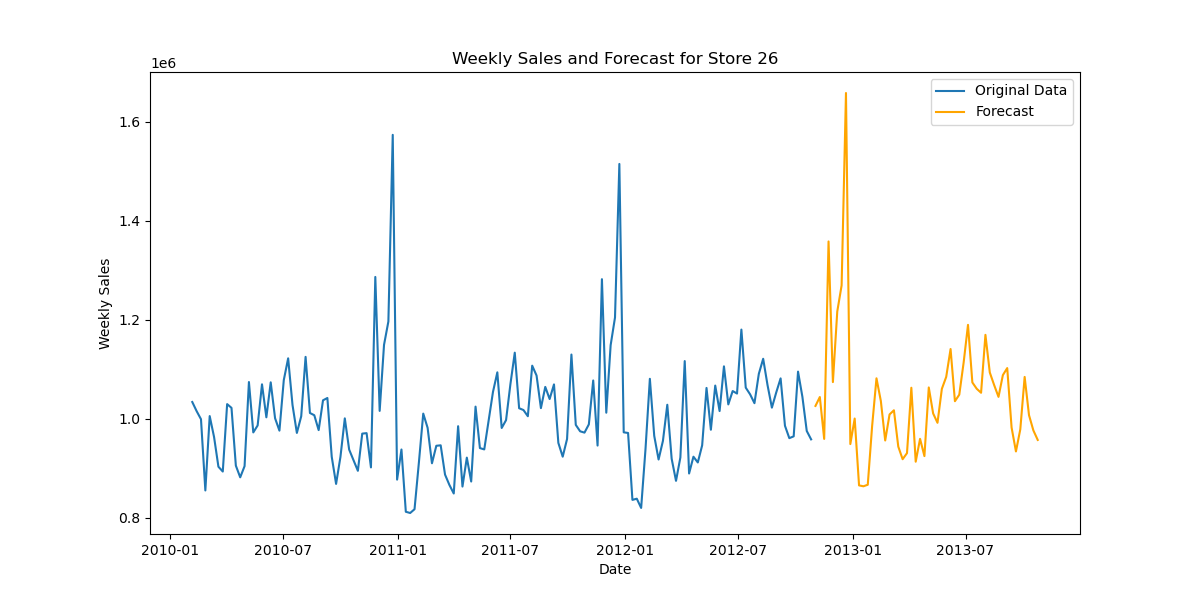 Weekly Sales and Forecast for Store 26
1e6
Original Data
Forecast
1.6
1.4
1.2
1.0
0.8
Weekly Sales
2010-01
2010-07
2011-01
2011-07
2012-01
2012-07
2013-01
2013-07
Date